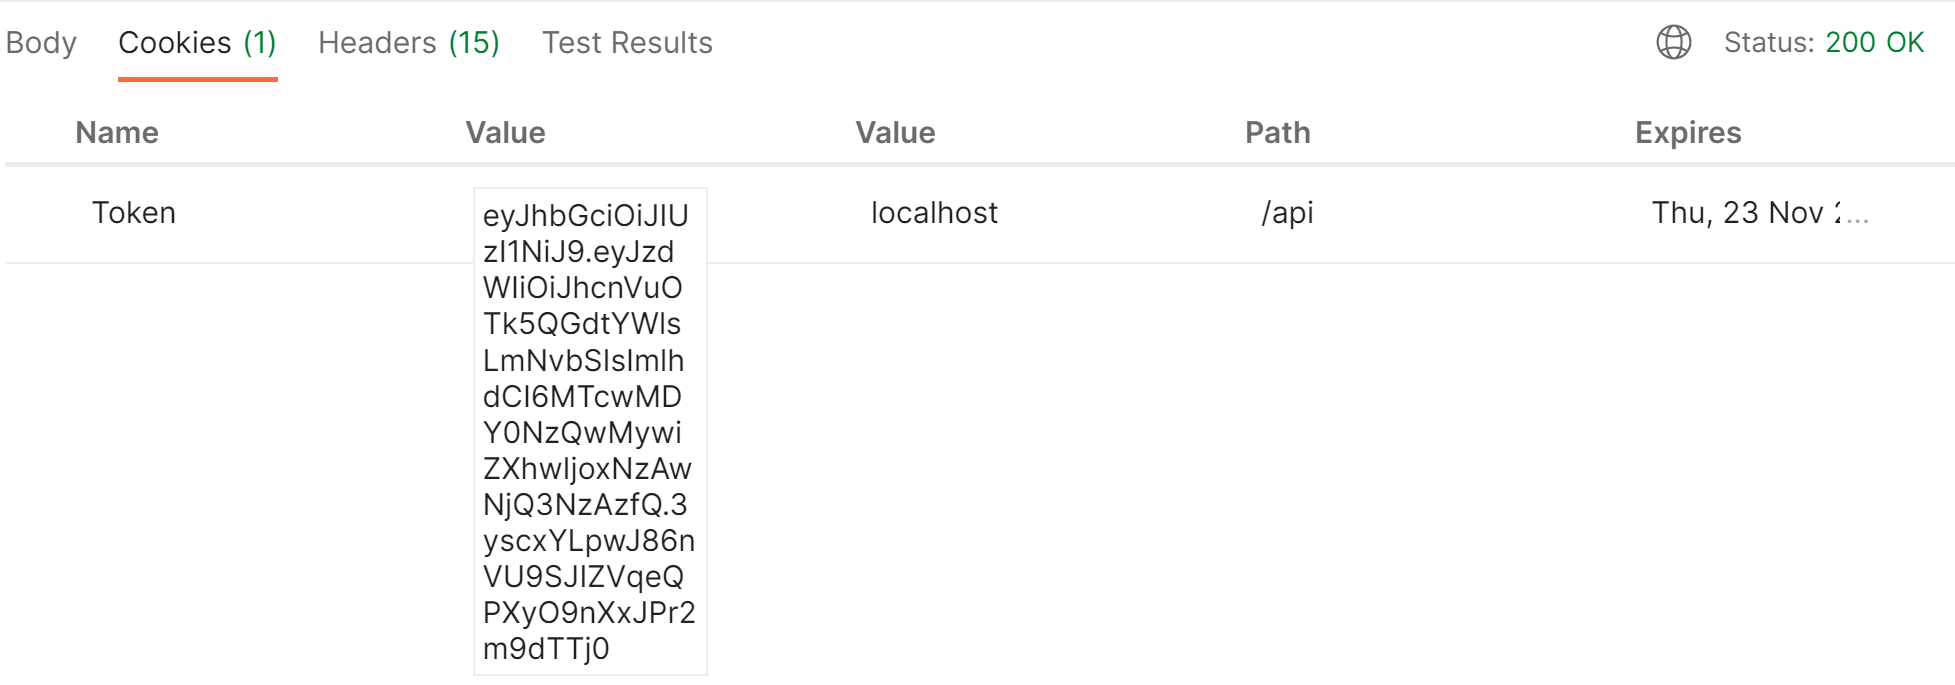 Body Cookies (1) Headers (15) Test Results Status: 200 OK
Name Value Value Path Expires
Token localhost /api Thu, 23 Nov 2...
eyJhbGciOiJIU
zI1NiJ9.eyJzd
WIiOiJhcnVuO
Tk5QGdtYWls
LmNvbSIsImlh
dCI6MTcwMD
Y0NzQwMywi
ZXhwIjoxNzAw
NjQ3NzAzfQ.3
yscxYLpwJ86n
VU9SJIZVqeQ
PXyO9nXxJPr2
m9dTTj0